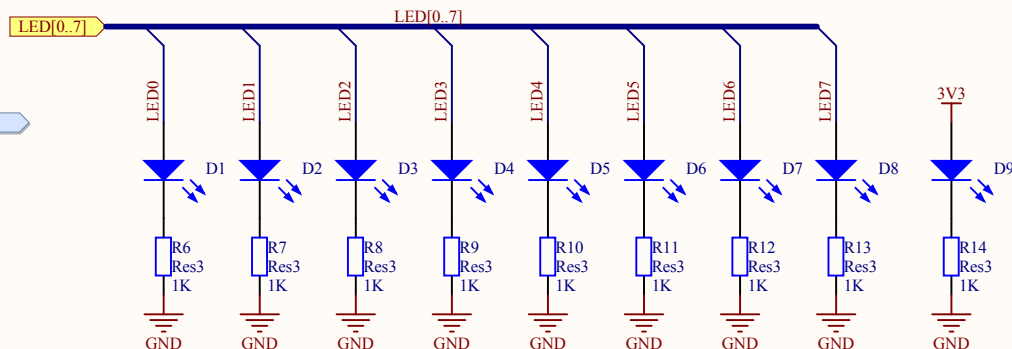 LED[0..7]
LED[0..7]
LED0
LED1
LED2
LED3
LED4
LED5
LED6
LED7
3V3
D1
D2
D3
D4
D5
D6
D7
D8
D9
R6
Res3
1K
R7
Res3
1K
R8
Res3
1K
R9
Res3
1K
R10
Res3
1K
R11
Res3
1K
R12
Res3
1K
R13
Res3
1K
R14
Res3
1K
GND
GND
GND
GND
GND
GND
GND
GND
GND